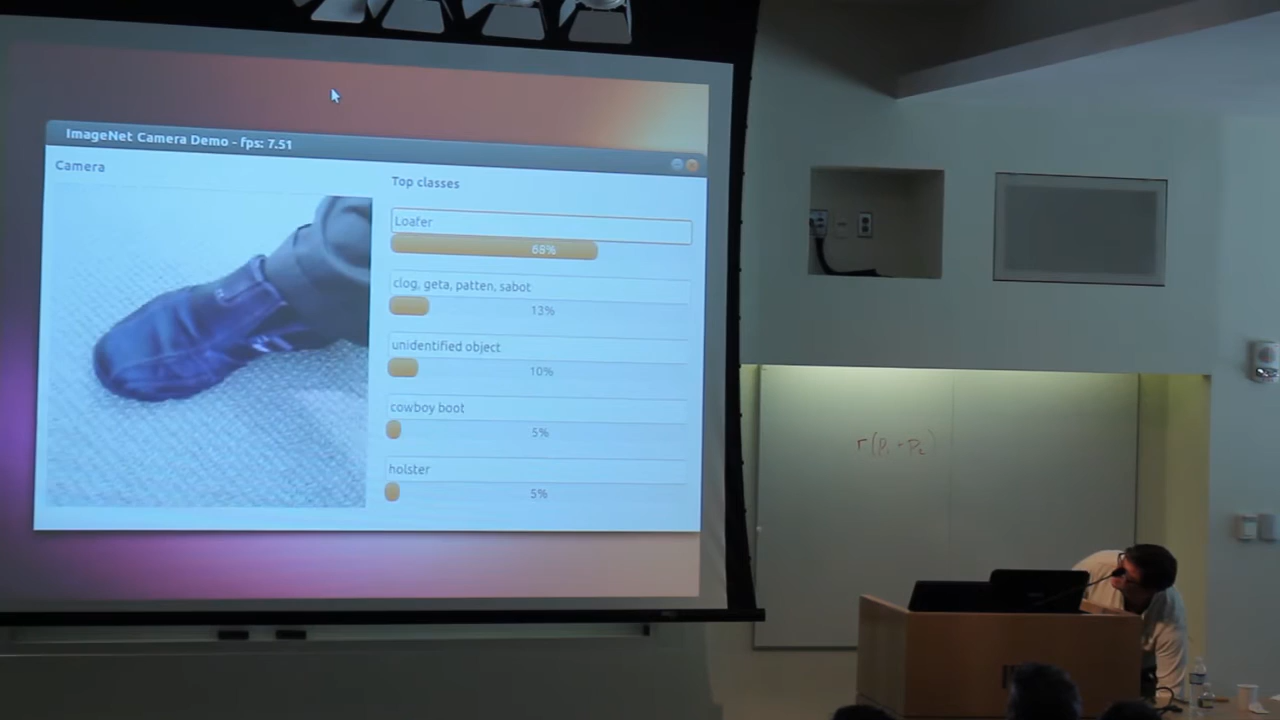 ImageNet Camera Demo - fps: 7.51
Camera
Top classes
Loafer
68%
clog, geta, patten, sabot
13%
unidentified object
10%
cowboy boot
5%
holster
5%